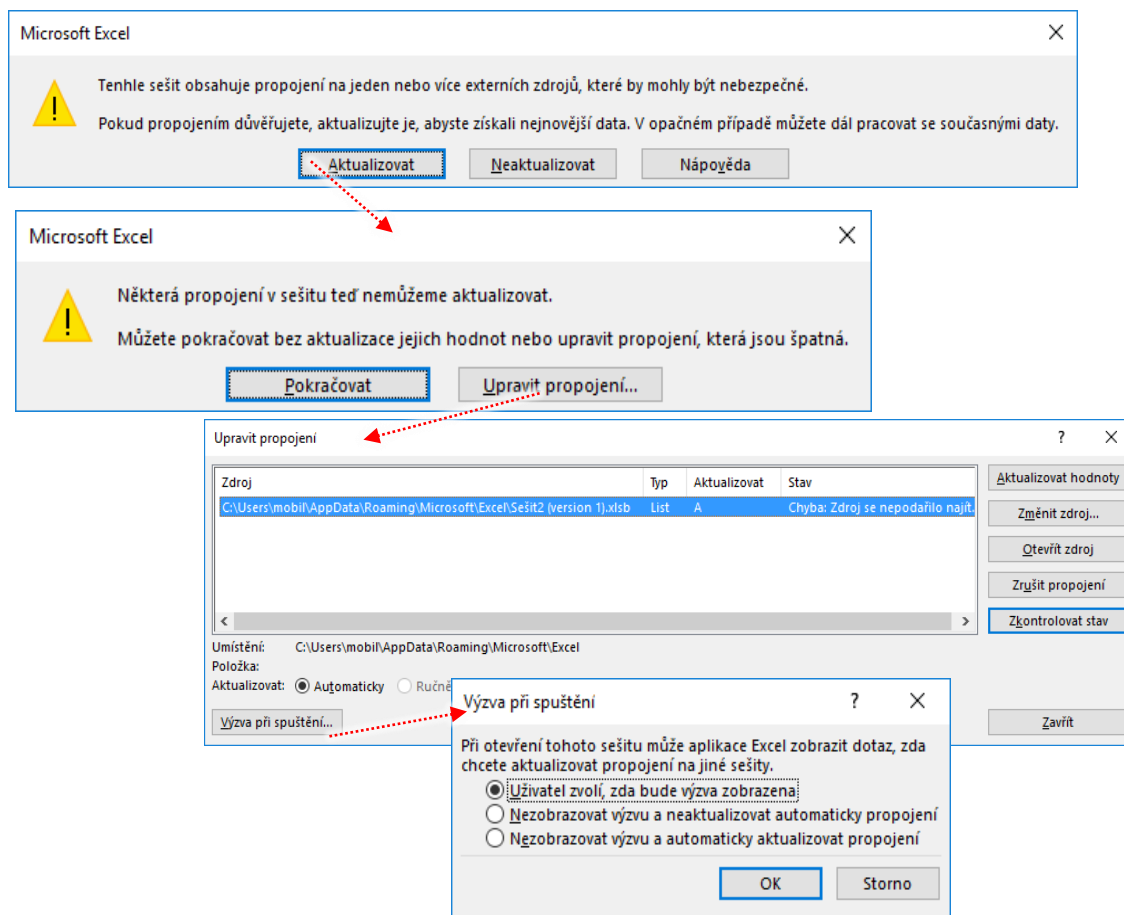 Microsoft Excel
Tenhle sešit obsahuje propojení na jeden nebo více externích zdrojů, které by mohly být nebezpečné.
Pokud propojením důvěřujete, aktualizujte je, abyste získali nejnovější data. V opačném případě můžete dál pracovat se současnými daty.
Aktualizovat Neaktualizovat Nápověda
Microsoft Excel
Některá propojení v sešitu teď nemůžeme aktualizovat.
Můžete pokračovat bez aktualizace jejich hodnot nebo upravit propojení, která jsou špatná.
Pokračovat Upravit propojení...
Upravit propojení ?
Zdroj Typ Aktualizovat Stav
C:\Users\mobil\AppData\Roaming\Microsoft\Excel\Sešit2 (version 1).xlsb List A Chyba: Zdroj se nepodařilo najít.
Aktualizovat hodnoty
Změnit zdroj...
Otevřít zdroj
Zrušit propojení
Zkontrolovat stav
Umístění: C:\Users\mobil\AppData\Roaming\Microsoft\Excel
Položka:
Aktualizovat: Automaticky Ručně
Výzva při spuštění... Zavřít
Výzva při spuštění ?
Při otevření tohoto sešitu může aplikace Excel zobrazit dotaz, zda
chcete aktualizovat propojení na jiné sešity.
Uživatel zvolí, zda bude výzva zobrazena
Nezobrazovat výzvu a neaktualizovat automaticky propojení
Nezobrazovat výzvu a automaticky aktualizovat propojení
OK Storno